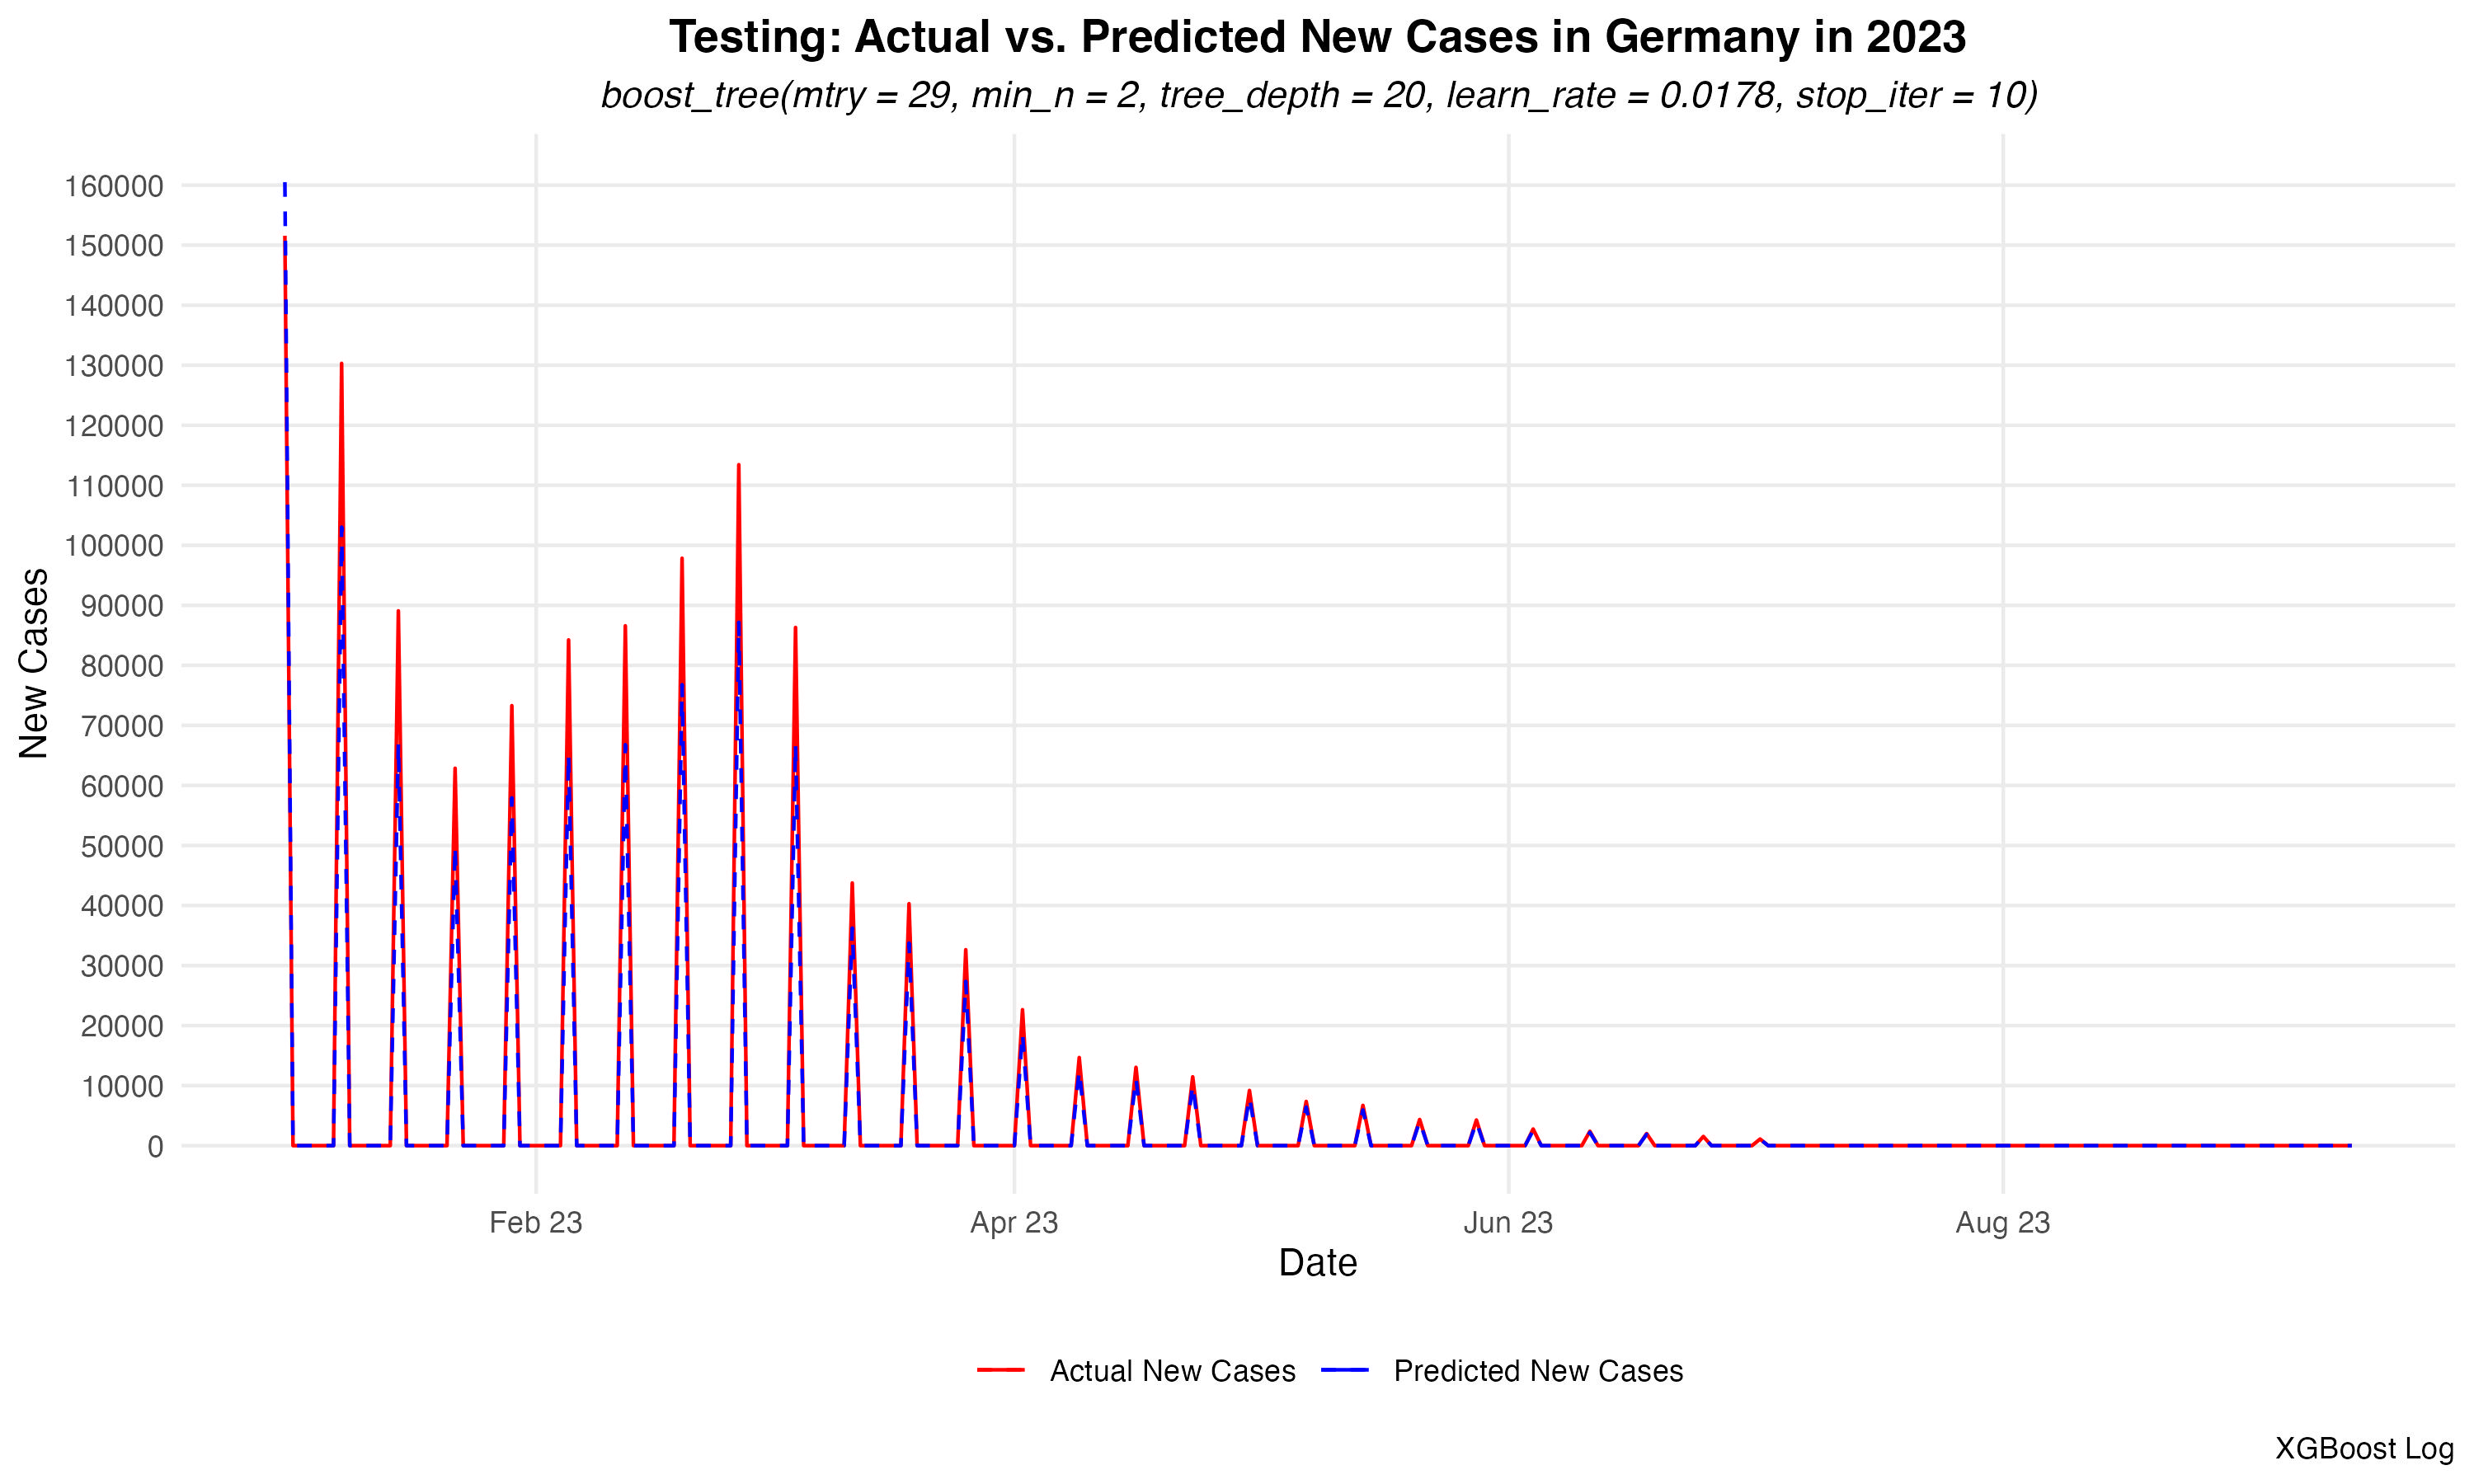 Testing: Actual vs. Predicted New Cases in Germany in 2023
boost_tree(mtry = 29, min_n = 2, tree_depth = 20, learn_rate = 0.0178, stop_iter = 10)
New Cases
160000
150000
140000
130000
120000
110000
100000
90000
80000
70000
60000
50000
40000
30000
20000
10000
0
Feb 23 Apr 23 Jun 23 Aug 23
Date
Actual New Cases Predicted New Cases
XGBoost Log